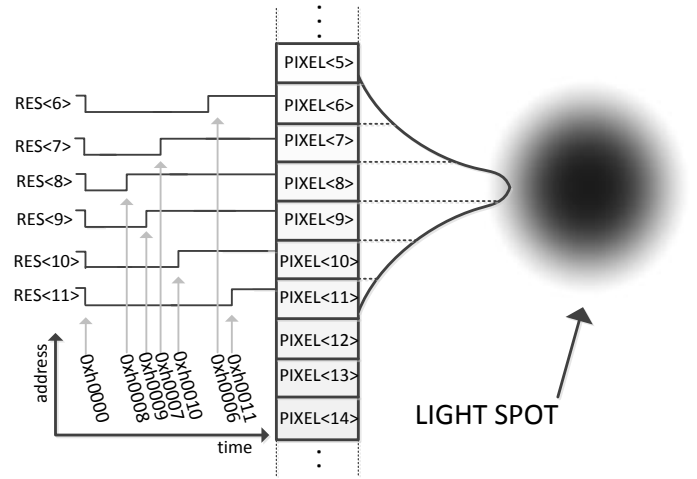 PIXEL<5>
RES<6>
PIXEL<6>
RES<7>
PIXEL<7>
RES<8>
PIXEL<8>
RES<9>
PIXEL<9>
RES<10>
PIXEL<10>
RES<11>
PIXEL<11>
PIXEL<12>
PIXEL<13>
PIXEL<14>
address
0xh0000
0xh0008
0xh0009
0xh0007
0xh0010
0xh0006
0xh0011
time
LIGHT SPOT